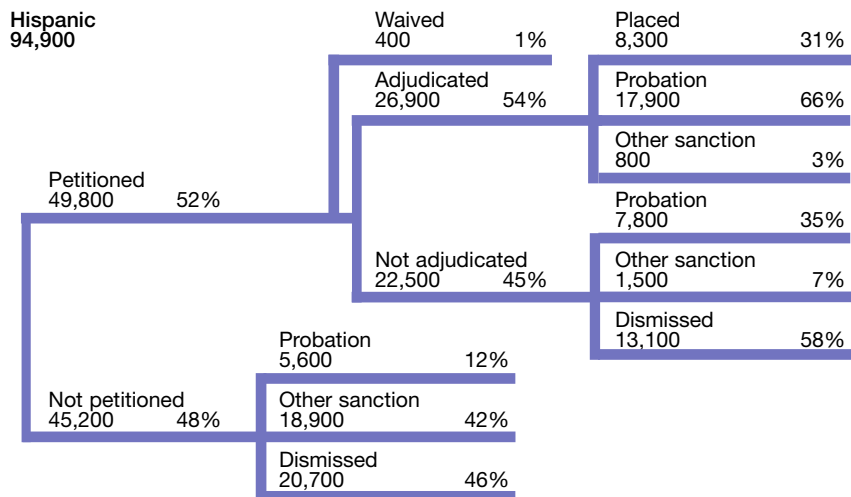 Hispanic
94,900
Waived
400 1%
Adjudicated
26,900 54%
Placed
8,300 31%
Probation
17,900 66%
Other sanction
800 3%
Petitioned
49,800 52%
Not adjudicated
22,500 45%
Probation
7,800 35%
Other sanction
1,500 7%
Dismissed
13,100 58%
Not petitioned
45,200 48%
Probation
5,600 12%
Other sanction
18,900 42%
Dismissed
20,700 46%